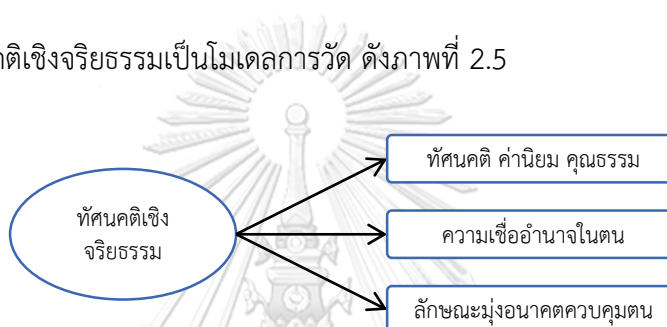 คติเชิงจริยธรรมเป็นโมเดลการวัด ดังภาพที่ 2.5
ทัศนคติ ค่านิยม คุณธรรม
ทัศนคติเชิง
จริยธรรม
ความเชื่ออำนาจในตน
ลักษณะมุ่งอนาคตควบคุมตน